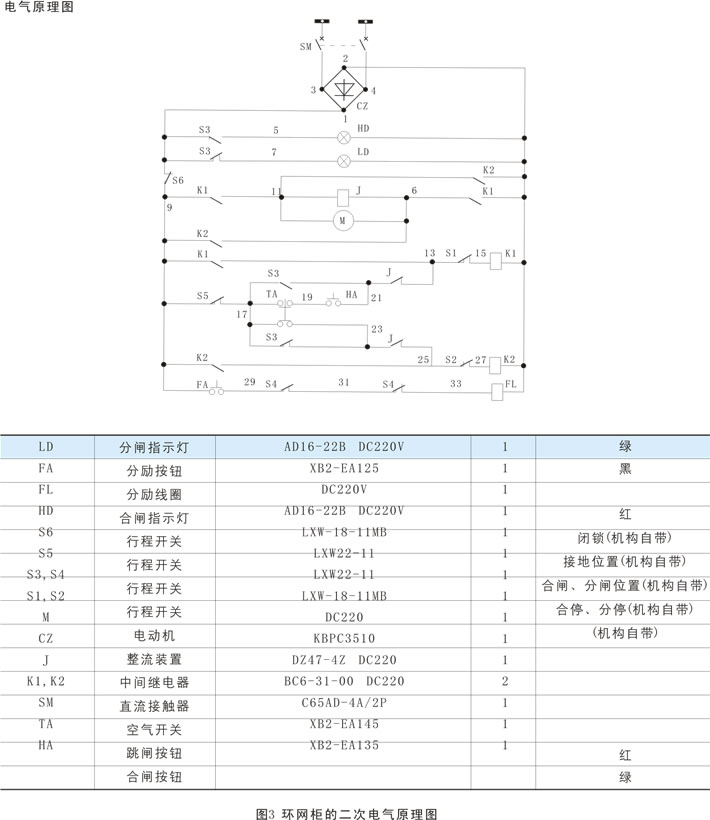 电气原理图
SM
2
3
4
CZ
1
S3
5
HD
S3
7
LD
S6
K2
K1
11
J
6
K1
9
M
K2
K1
13
S1
15
K1
S3
J
S5
TA
19
HA
21
17
23
S3
J
K2
25
S2
27
K2
FA
29
S4
31
S4
33
FL
LD 分闸指示灯 AD16-22B DC220V 1 绿
FA 分励按钮 XB2-EA125 1 黑
FL 分励线圈 DC220V 1
HD 合闸指示灯 AD16-22B DC220V 1 红
S6 行程开关 LXW-18-11MB 1 闭锁(机构自带)
S5 行程开关 LXW22-11 1 接地位置(机构自带)
S3,S4 行程开关 LXW22-11 1 合闸、分闸位置(机构自带)
S1,S2 行程开关 LXW-18-11MB 1 合停、分停(机构自带)
M 电动机 DC220 1 (机构自带)
CZ 整流装置 KBPC3510 1
J 中间继电器 DZ47-4Z DC220 1
K1,K2 直流接触器 BC6-31-00 DC220 2
SM 空气开关 C65AD-4A/2P 1
TA 跳闸按钮 XB2-EA145 1 红
HA 合闸按钮 XB2-EA135 1 绿
图3 环网柜的二次电气原理图